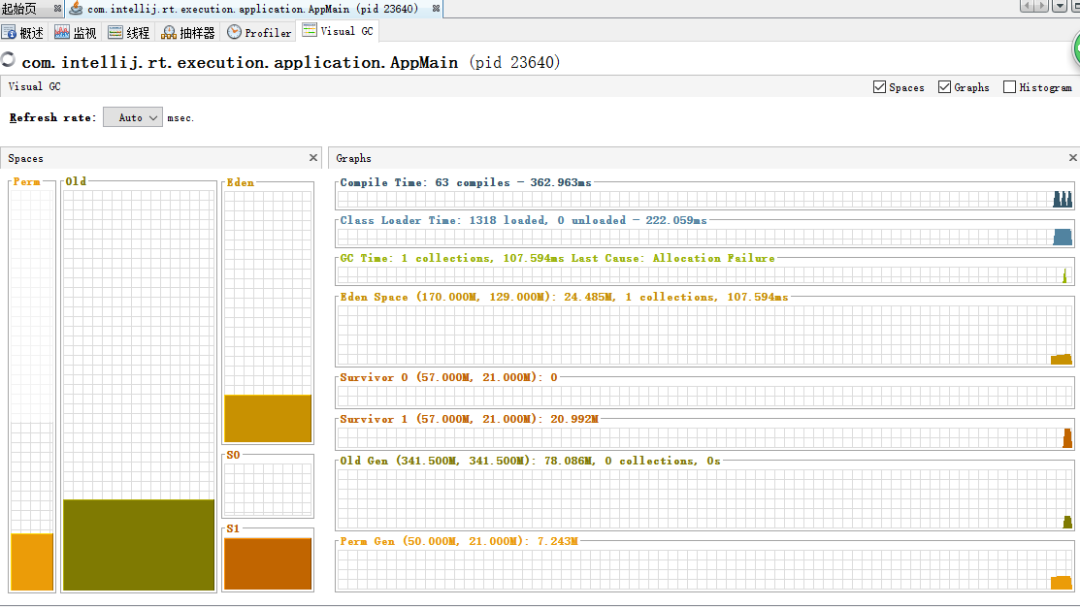 起始页 com.intellij.rt.execution.application.AppMain (pid 23640)
概述 监视 线程 抽样器 Profiler Visual GC
com.intellij.rt.execution.application.AppMain (pid 23640)
Visual GC Spaces Graphs Histogram
Refresh rate: Auto msec.
Spaces
Perm Old Eden
S0
S1
Graphs
Compile Time: 63 compiles - 362.963ms
Class Loader Time: 1318 loaded, 0 unloaded - 222.059ms
GC Time: 1 collections, 107.594ms Last Cause: Allocation Failure
Eden Space (170.000M, 129.000M): 24.485M, 1 collections, 107.594ms
Survivor 0 (57.000M, 21.000M): 0
Survivor 1 (57.000M, 21.000M): 20.992M
Old Gen (341.500M, 341.500M): 78.086M, 0 collections, 0s
Perm Gen (50.000M, 21.000M): 7.243M